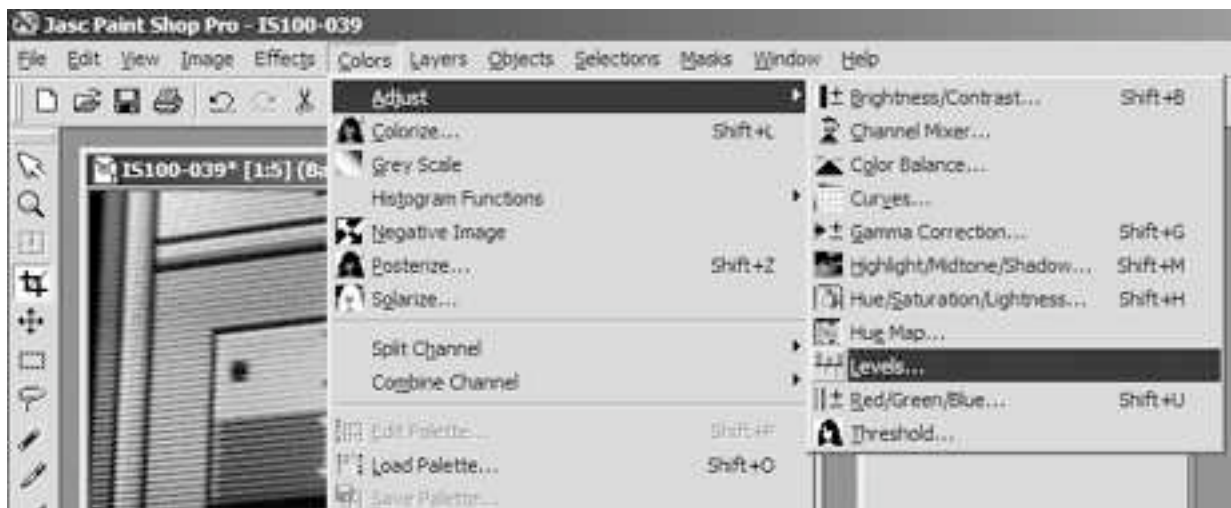 Jasc Paint Shop Pro - IS100-039
File Edit View Image Effects Colors Layers Objects Selections Masks Window Help
Adjust
Colorize... Shift+L
Grey Scale
Histogram Functions
Negative Image
Posterize... Shift+Z
Solarize...
Split Channel
Combine Channel
Edit Palette... Shift+P
Load Palette... Shift+O
Save Palette...
Brightness/Contrast... Shift+B
Channel Mixer...
Color Balance...
Curves...
Gamma Correction... Shift+G
Highlight/Midtone/Shadow... Shift+M
Hue/Saturation/Lightness... Shift+H
Hue Map...
Levels...
Red/Green/Blue... Shift+U
Threshold...
IS100-039* [1:5] (Ba